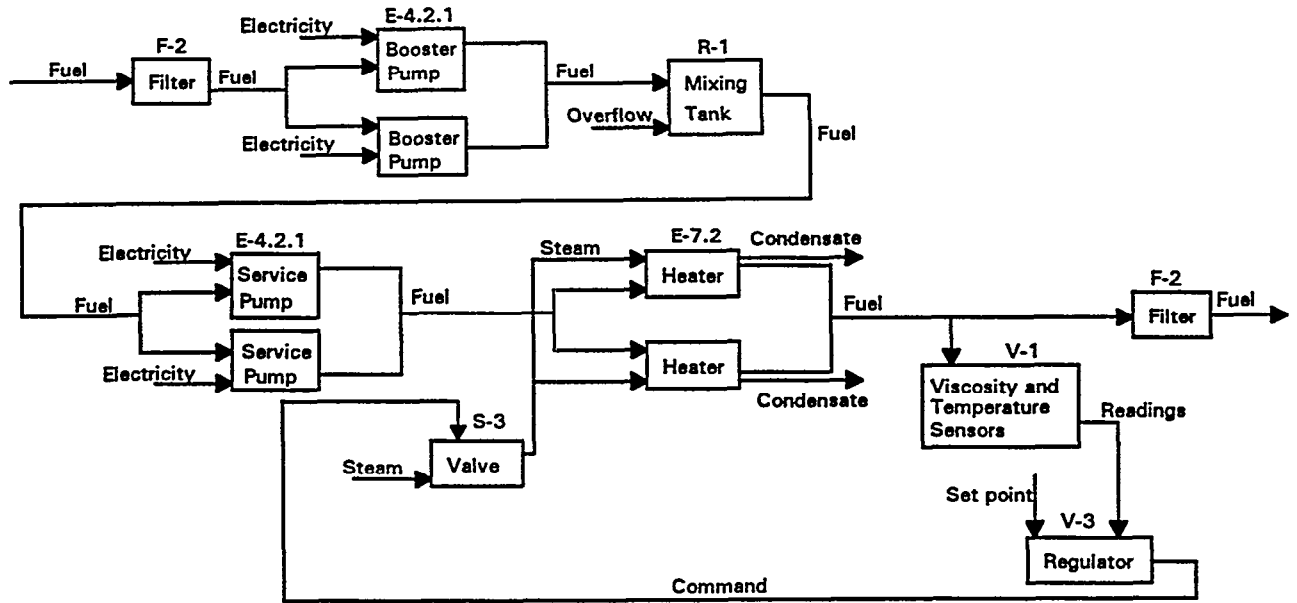 Electricity
E-4.2.1
F-2
Booster
Pump
R-1
Fuel
Filter
Fuel
Fuel
Mixing
Tank
Overflow
Fuel
Electricity
Booster
Pump
E-4.2.1
Electricity
Service
Pump
Steam
E-7.2
Condensate
Heater
Fuel
Fuel
Fuel
F-2
Filter
Fuel
Service
Pump
Electricity
Heater
Condensate
V-1
Viscosity and
Temperature
Sensors
Readings
S-3
Valve
Steam
Set point
V-3
Regulator
Command